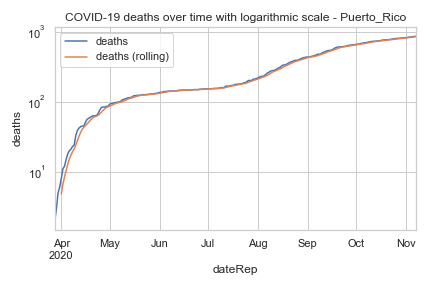 COVID-19 deaths over time with logarithmic scale - Puerto_Rico
deaths
deaths (rolling)
10³
10²
10¹
deaths
Apr
2020
May
Jun
Jul
Aug
Sep
Oct
Nov
dateRep